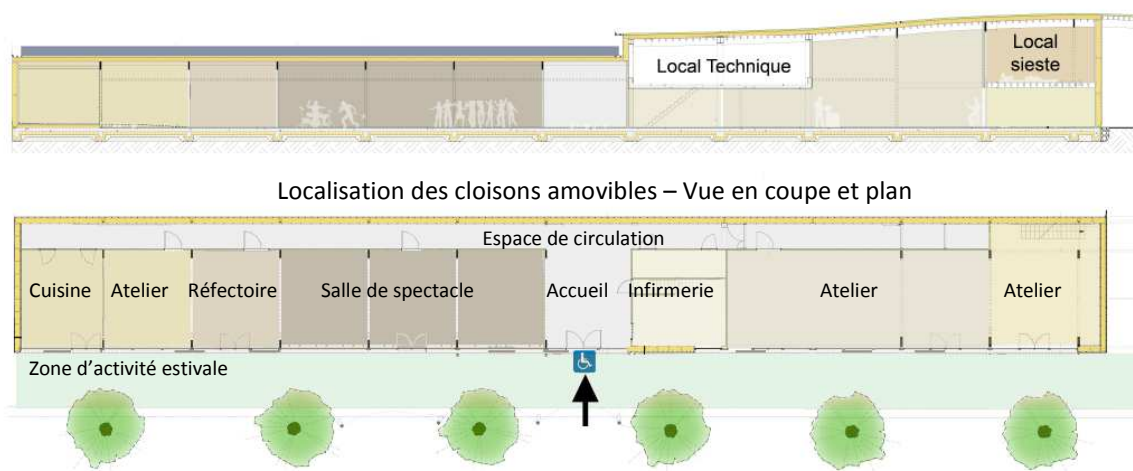 Local Technique
Local
sieste
Localisation des cloisons amovibles – Vue en coupe et plan
Espace de circulation
Cuisine Atelier Réfectoire Salle de spectacle Accueil Infirmerie Atelier Atelier
Zone d’activité estivale